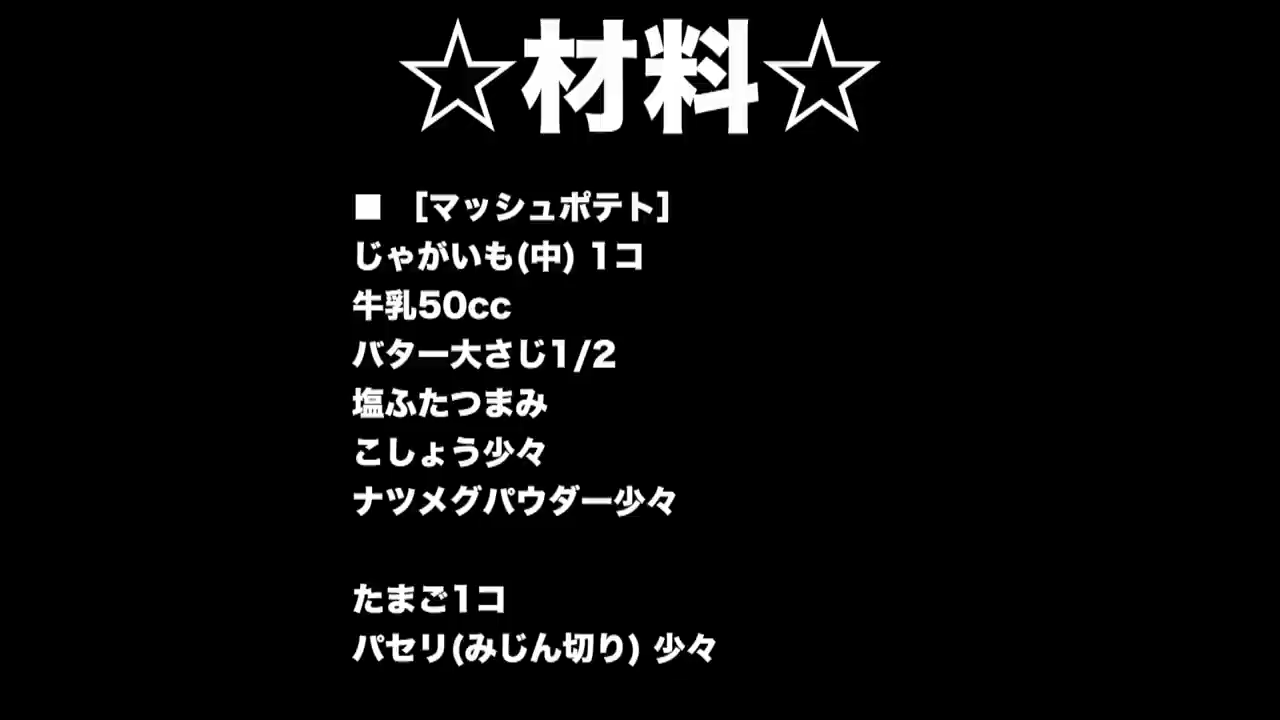 ☆材料☆
■ [マッシュポテト]
じゃがいも(中) 1コ
牛乳50cc
バター大さじ1/2
塩ふたつまみ
こしょう少々
ナツメグパウダー少々
たまご1コ
パセリ(みじん切り) 少々